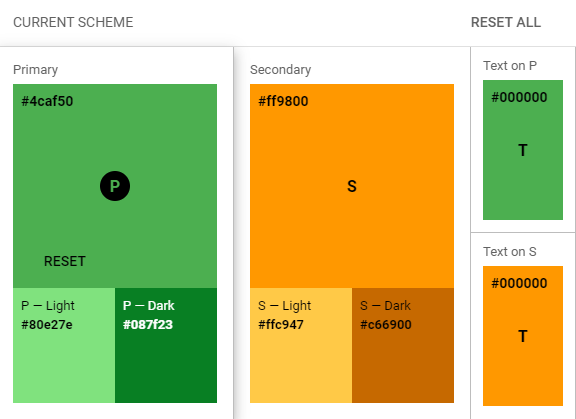 CURRENT SCHEME
RESET ALL
Primary
#4caf50
P
RESET
P — Light
#80e27e
P — Dark
#087f23
Secondary
#ff9800
S
S — Light
#ffc947
S — Dark
#c66900
Text on P
#000000
T
Text on S
#000000
T